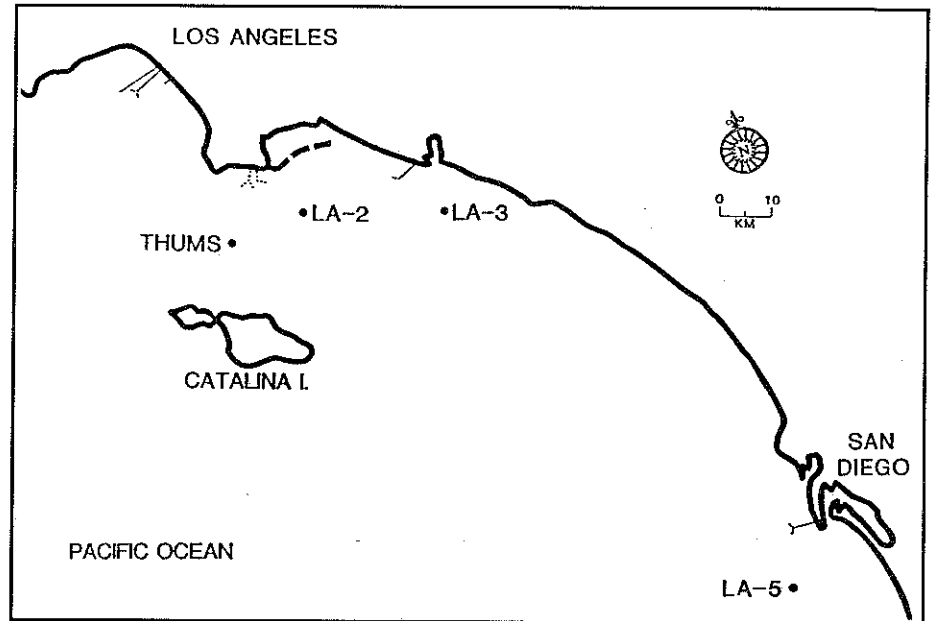 LOS ANGELES
N
0 10
KM
LA-2
LA-3
THUMS
CATALINA I.
SAN
DIEGO
PACIFIC OCEAN
LA-5